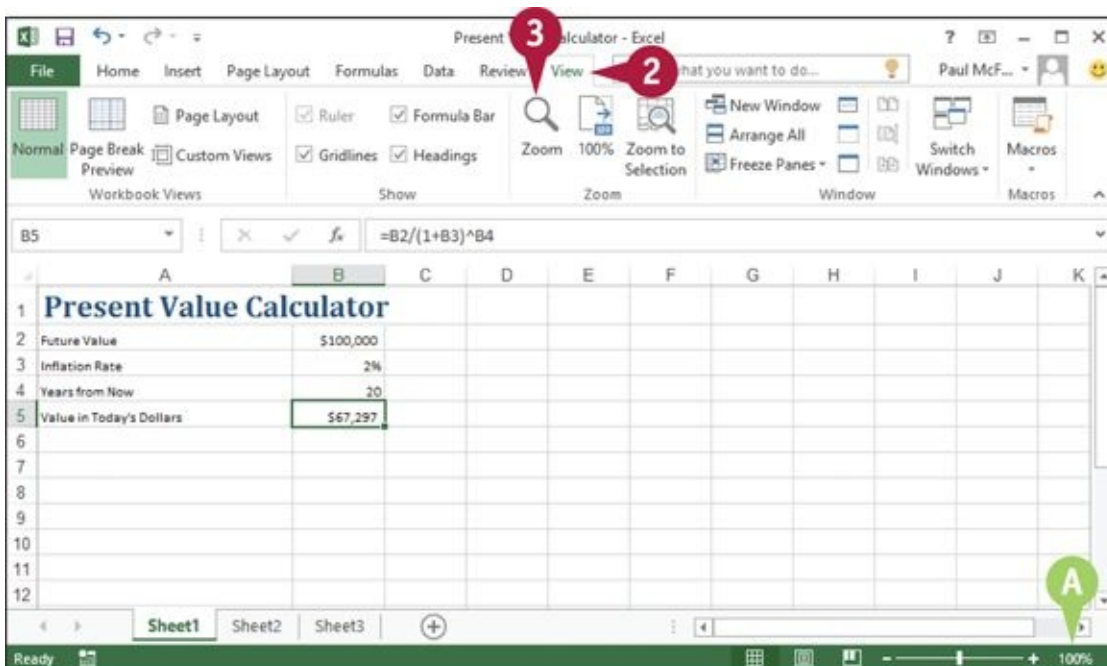 Present alculator - Excel
?
3
File Home Insert Page Layout Formulas Data Review View hat you want to do... Paul McF...
2
Normal Page Break Preview Page Layout Custom Views
Ruler Formula Bar
Gridlines Headings
Zoom 100% Zoom to Selection
New Window
Arrange All
Freeze Panes
Switch Windows
Macros
Workbook Views Show Zoom Window Macros
B5 fx =B2/(1+B3)^B4
A B C D E F G H I J K
1 Present Value Calculator
2 Future Value $100,000
3 Inflation Rate 2%
4 Years from Now 20
5 Value in Today's Dollars $67,297
6
7
8
9
10
11
12
A
Sheet1 Sheet2 Sheet3
Ready 100%